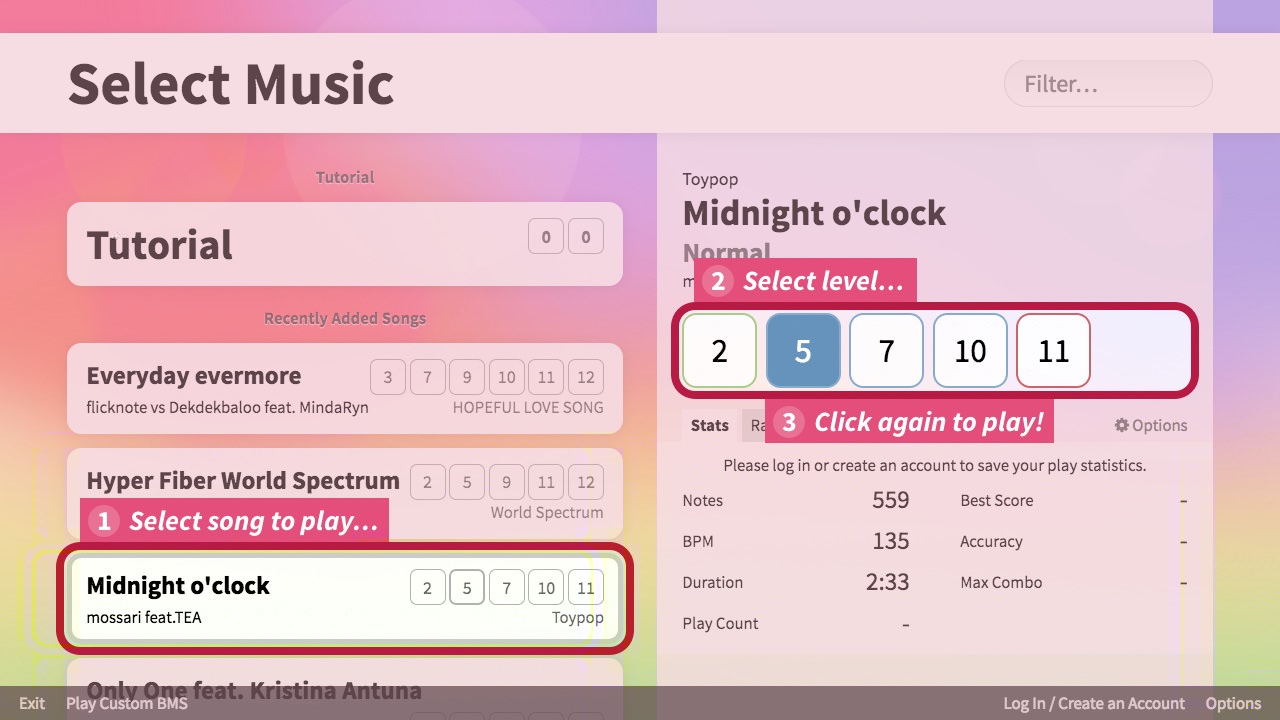 Select Music
Filter...
Tutorial
Tutorial
0 0
Recently Added Songs
Everyday evermore
3 7 9 10 11 12
flicknote vs Dekdekbaloo feat. MindaRyn
HOPEFUL LOVE SONG
Hyper Fiber World Spectrum
2 5 9 11 12
World Spectrum
1 Select song to play...
Midnight o'clock
2 5 7 10 11
mossari feat.TEA
Toypop
Only One feat. Kristina Antuna
Toypop
Midnight o'clock
Normal
2 Select level...
2 5 7 10 11
3 Click again to play!
Stats
Options
Please log in or create an account to save your play statistics.
Notes 559 Best Score -
BPM 135 Accuracy -
Duration 2:33 Max Combo -
Play Count -
Exit Play Custom BMS
Log In / Create an Account Options